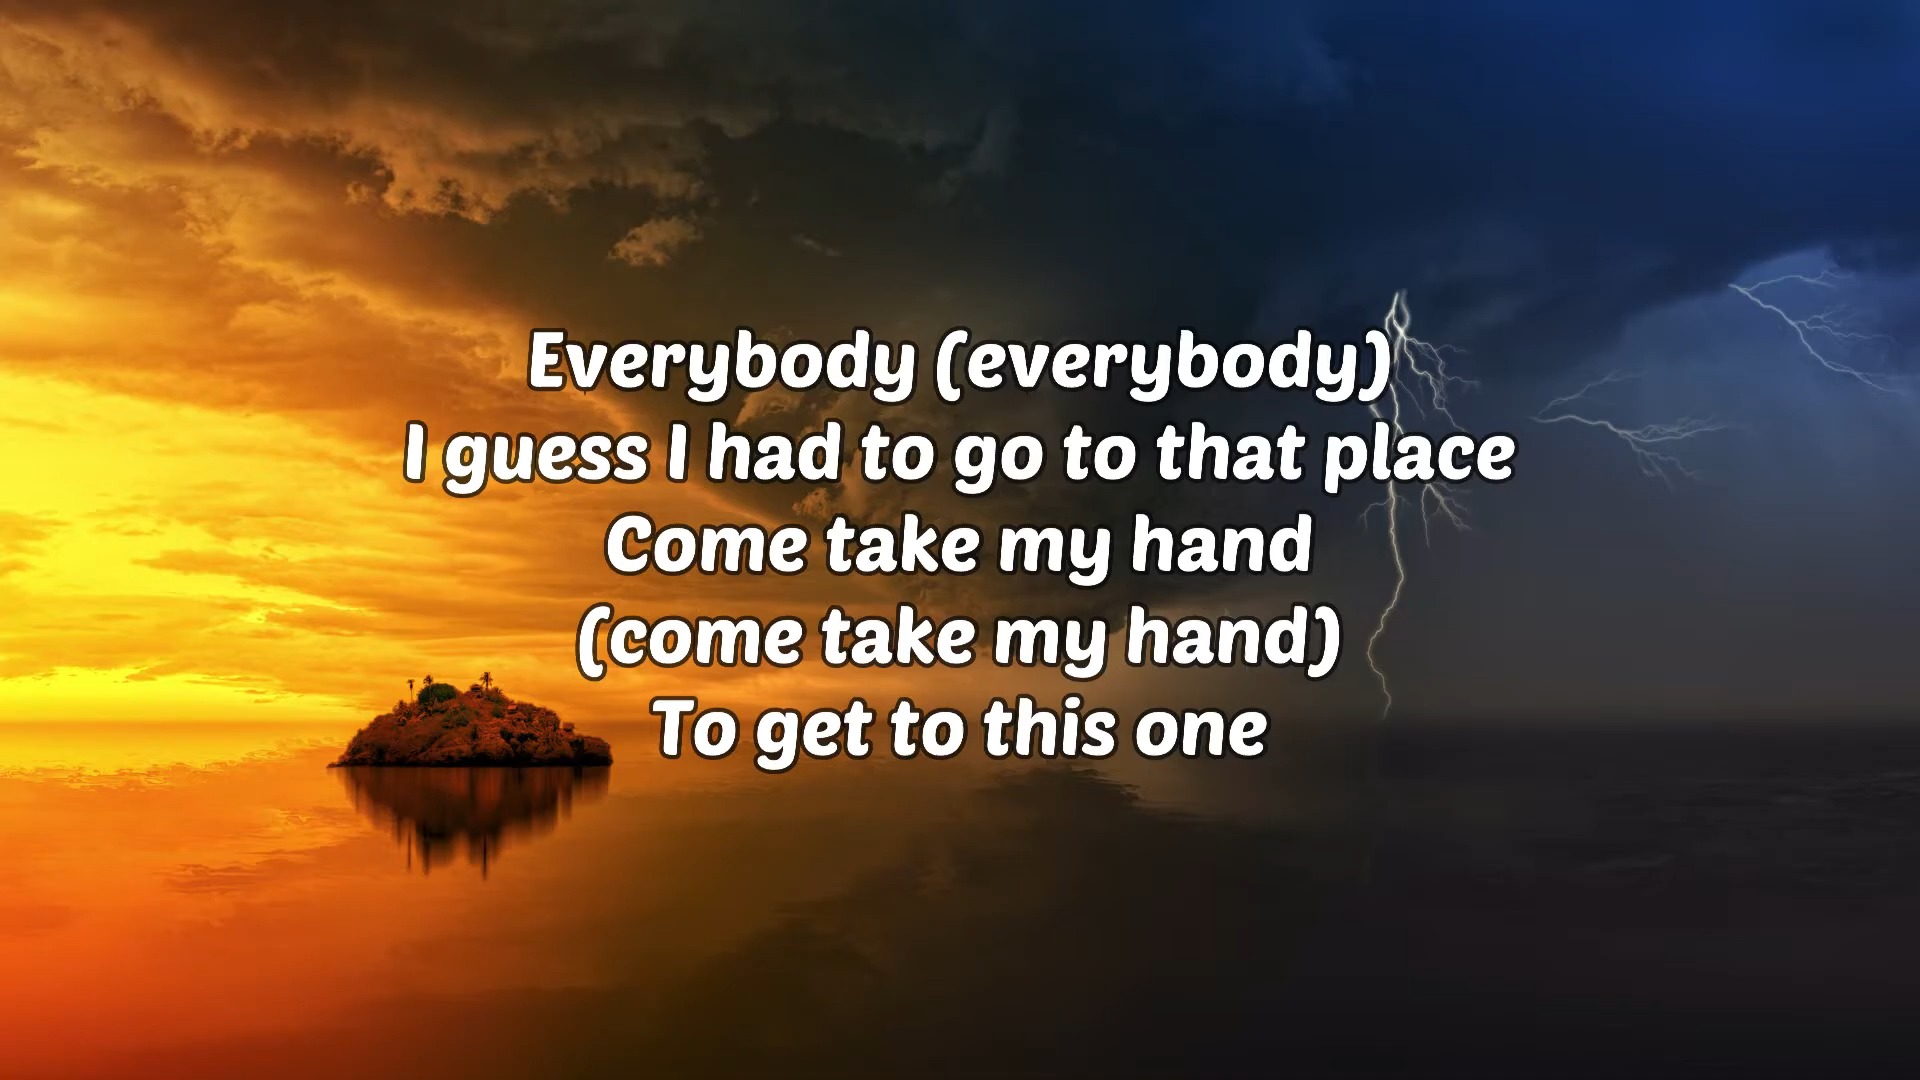 Everybody (everybody)
I guess I had to go to that place
Come take my hand
(come take my hand)
To get to this one